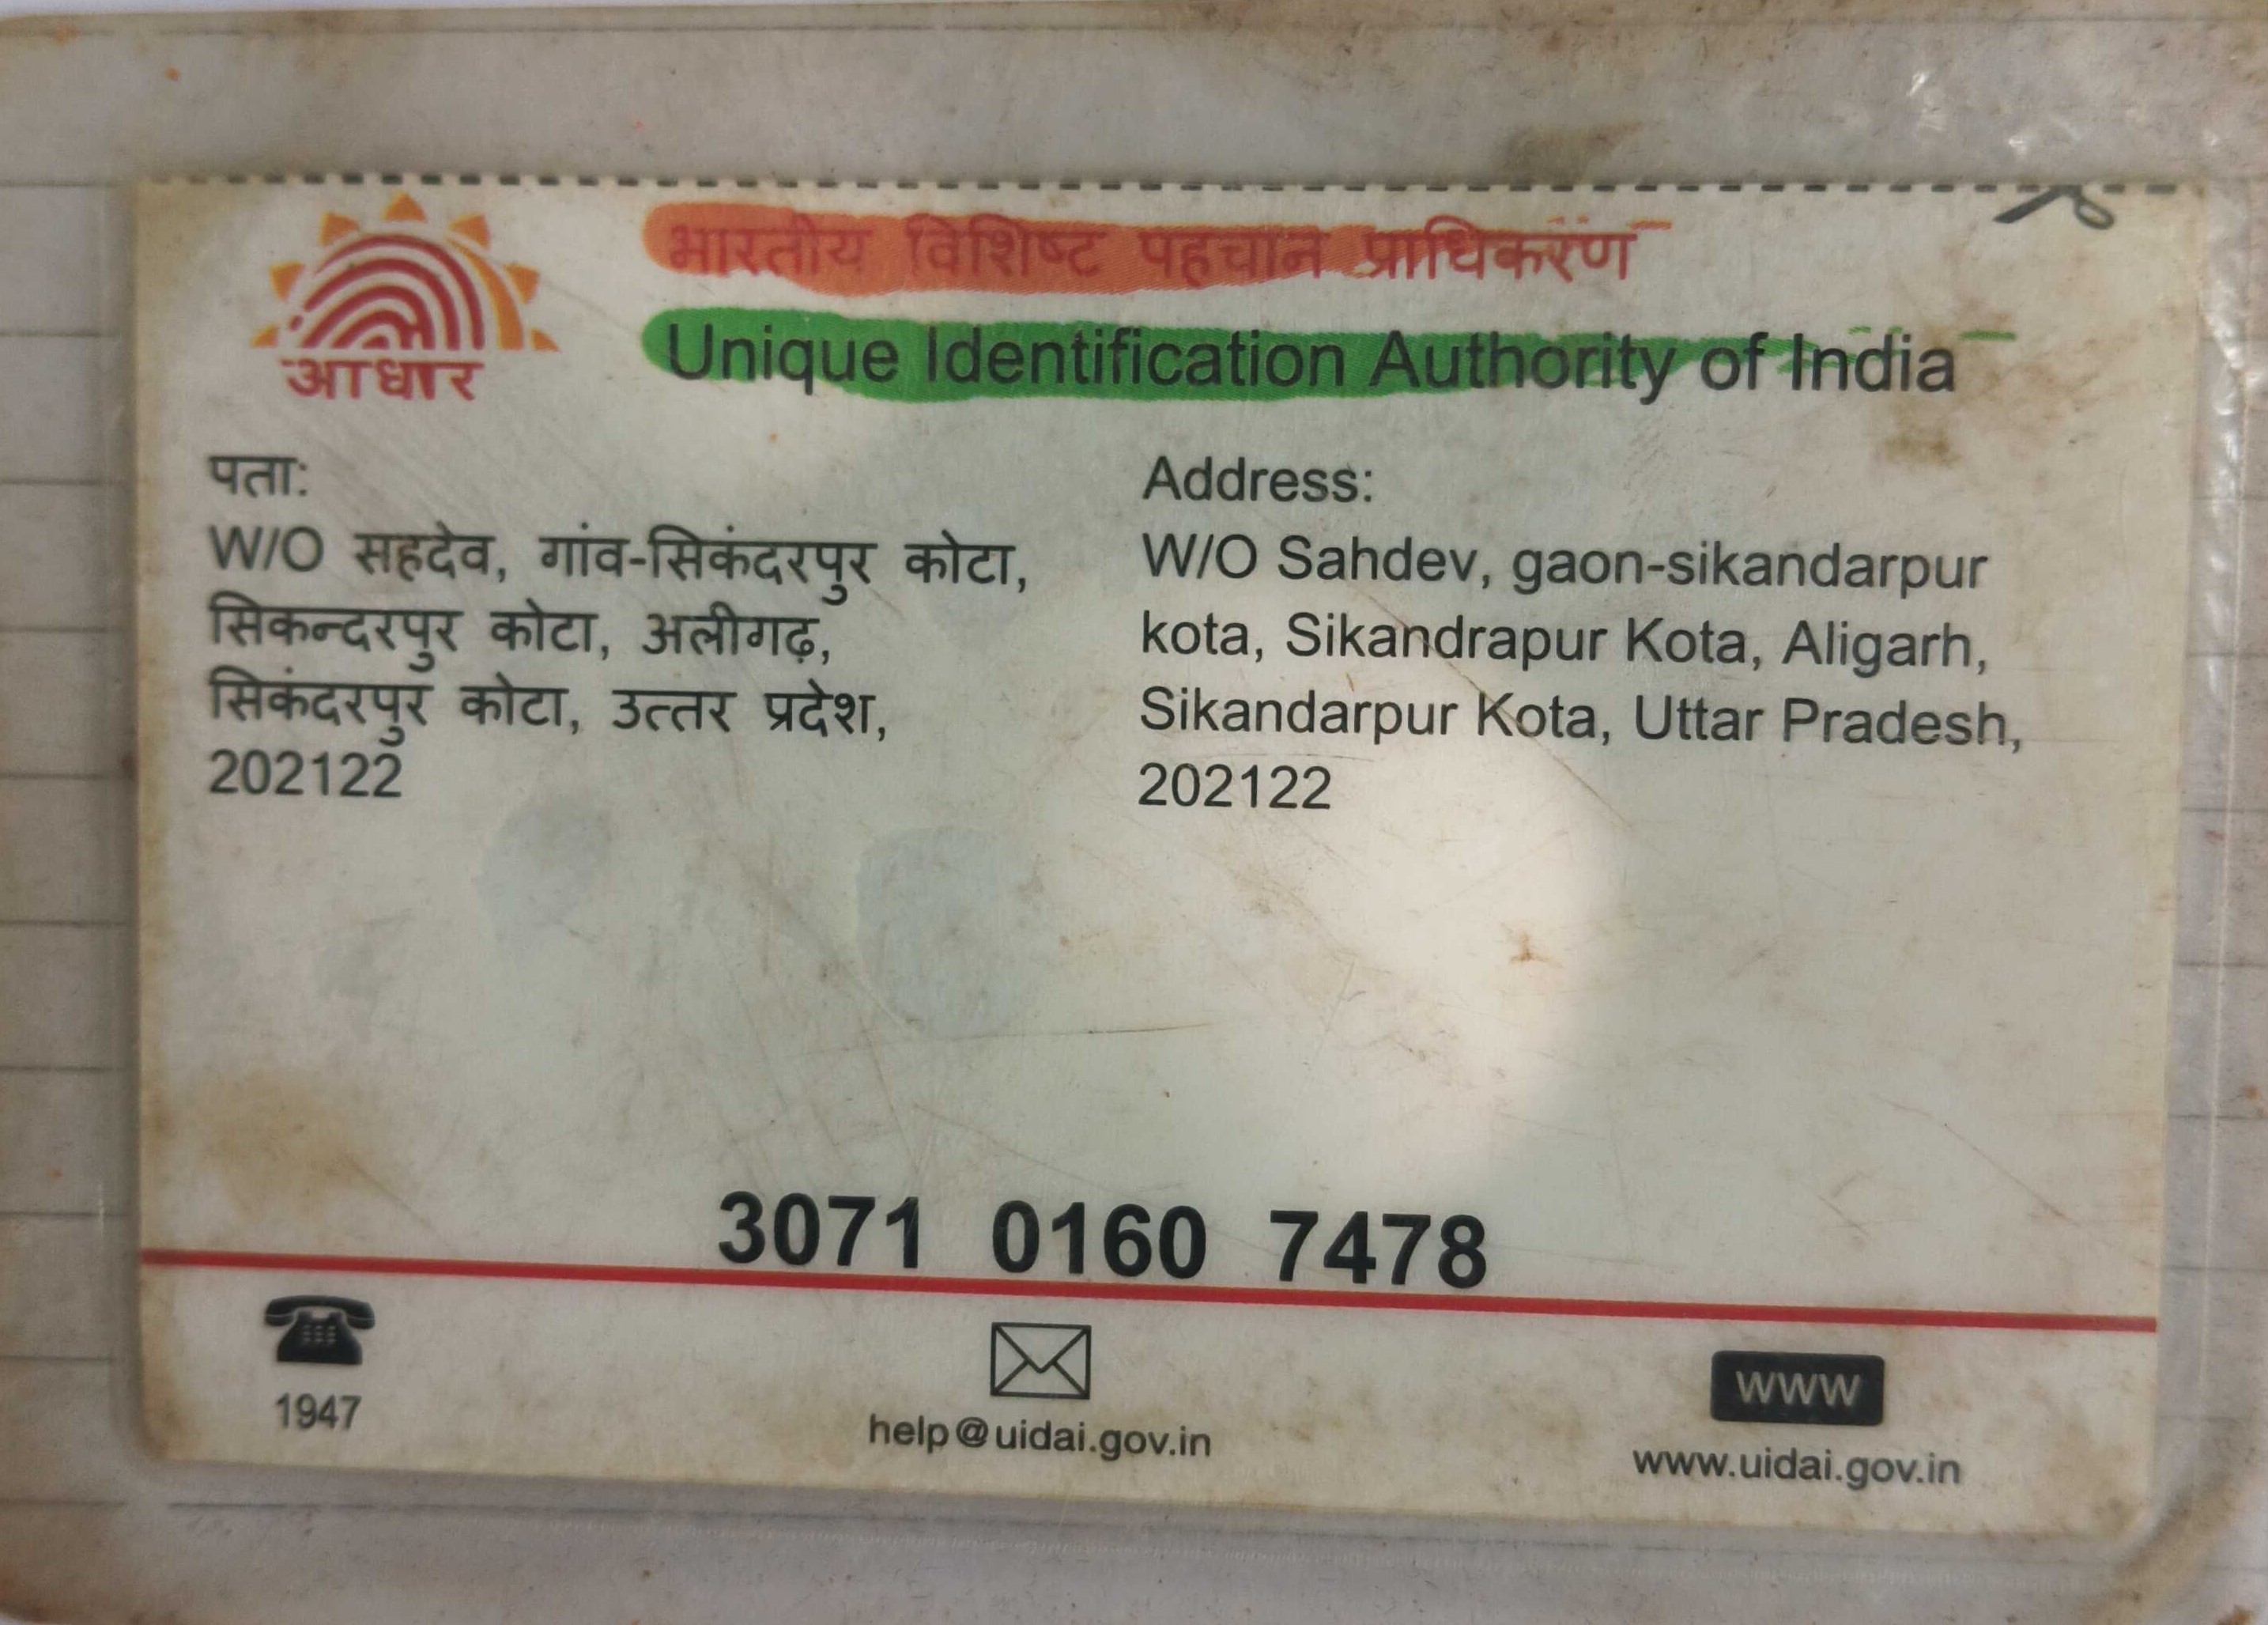 आधार
भारतीय विशिष्ट पहचान प्राधिकरण
Unique Identification Authority of India
पता:
W/O सहदेव, गांव-सिकंदरपुर कोटा,
सिकन्दरपुर कोटा, अलीगढ़,
सिकंदरपुर कोटा, उत्तर प्रदेश,
202122
Address:
W/O Sahdev, gaon-sikandarpur
kota, Sikandrapur Kota, Aligarh,
Sikandarpur Kota, Uttar Pradesh,
202122
3071 0160 7478
1947
help@uidai.gov.in
www
www.uidai.gov.in